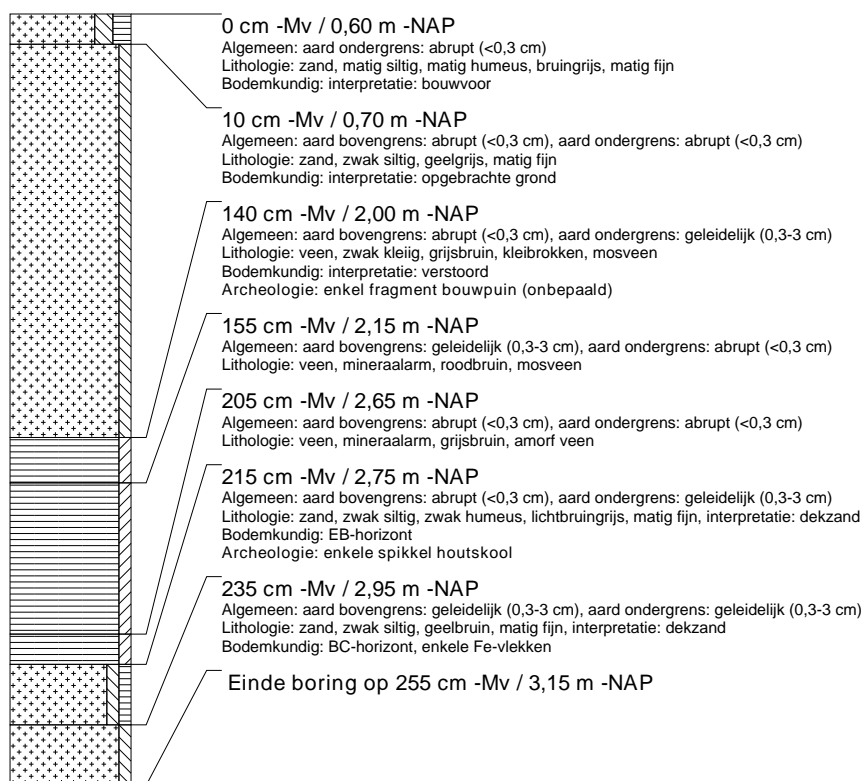 0 cm -Mv / 0,60 m -NAP
Algemeen: aard ondergrens: abrupt (<0,3 cm)
Lithologie: zand, matig siltig, matig humeus, bruingrijs, matig fijn
Bodemkundig: interpretatie: bouwvoor
10 cm -Mv / 0,70 m -NAP
Algemeen: aard bovengrens: abrupt (<0,3 cm), aard ondergrens: abrupt (<0,3 cm)
Lithologie: zand, zwak siltig, geelgrijs, matig fijn
Bodemkundig: interpretatie: opgebrachte grond
140 cm -Mv / 2,00 m -NAP
Algemeen: aard bovengrens: abrupt (<0,3 cm), aard ondergrens: geleidelijk (0,3-3 cm)
Lithologie: veen, zwak kleiig, grijsbruin, kleibrokken, mosveen
Bodemkundig: interpretatie: verstoord
Archeologie: enkel fragment bouwpuin (onbepaald)
155 cm -Mv / 2,15 m -NAP
Algemeen: aard bovengrens: geleidelijk (0,3-3 cm), aard ondergrens: abrupt (<0,3 cm)
Lithologie: veen, mineraalarm, roodbruin, mosveen
205 cm -Mv / 2,65 m -NAP
Algemeen: aard bovengrens: abrupt (<0,3 cm), aard ondergrens: abrupt (<0,3 cm)
Lithologie: veen, mineraalarm, grijsbruin, amorf veen
215 cm -Mv / 2,75 m -NAP
Algemeen: aard bovengrens: abrupt (<0,3 cm), aard ondergrens: geleidelijk (0,3-3 cm)
Lithologie: zand, zwak siltig, zwak humeus, lichtbruingrijs, matig fijn, interpretatie: dekzand
Bodemkundig: EB-horizont
Archeologie: enkele spikkel houtskool
235 cm -Mv / 2,95 m -NAP
Algemeen: aard bovengrens: geleidelijk (0,3-3 cm), aard ondergrens: geleidelijk (0,3-3 cm)
Lithologie: zand, zwak siltig, geelbruin, matig fijn, interpretatie: dekzand
Bodemkundig: BC-horizont, enkele Fe-vlekken
Einde boring op 255 cm -Mv / 3,15 m -NAP